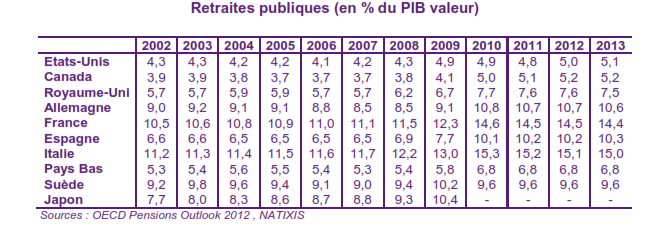 Retraites publiques (en % du PIB valeur)
2002 2003 2004 2005 2006 2007 2008 2009 2010 2011 2012 2013
Etats-Unis 4,3 4,3 4,2 4,2 4,1 4,2 4,3 4,9 4,9 4,8 5,0 5,1
Canada 3,9 3,9 3,8 3,7 3,7 3,7 3,8 4,1 5,0 5,1 5,2 5,2
Royaume-Uni 5,7 5,7 5,9 5,9 5,7 5,7 6,2 6,7 7,7 7,6 7,6 7,5
Allemagne 9,0 9,2 9,1 9,1 8,8 8,5 8,5 9,1 10,8 10,7 10,7 10,6
France 10,5 10,6 10,8 10,9 11,0 11,1 11,5 12,3 14,6 14,5 14,5 14,4
Espagne 6,6 6,6 6,5 6,5 6,5 6,5 6,9 7,7 10,1 10,2 10,2 10,3
Italie 11,2 11,3 11,4 11,5 11,6 11,7 12,2 13,0 15,3 15,2 15,1 15,0
Pays Bas 5,3 5,4 5,6 5,5 5,4 5,3 5,4 5,8 6,8 6,8 6,8 6,8
Suède 9,2 9,8 9,6 9,4 9,1 9,0 9,4 10,2 9,6 9,6 9,6 9,6
Japon 7,7 8,0 8,3 8,6 8,7 8,8 9,3 10,4 - - - -
Sources : OECD Pensions Outlook 2012 , NATIXIS